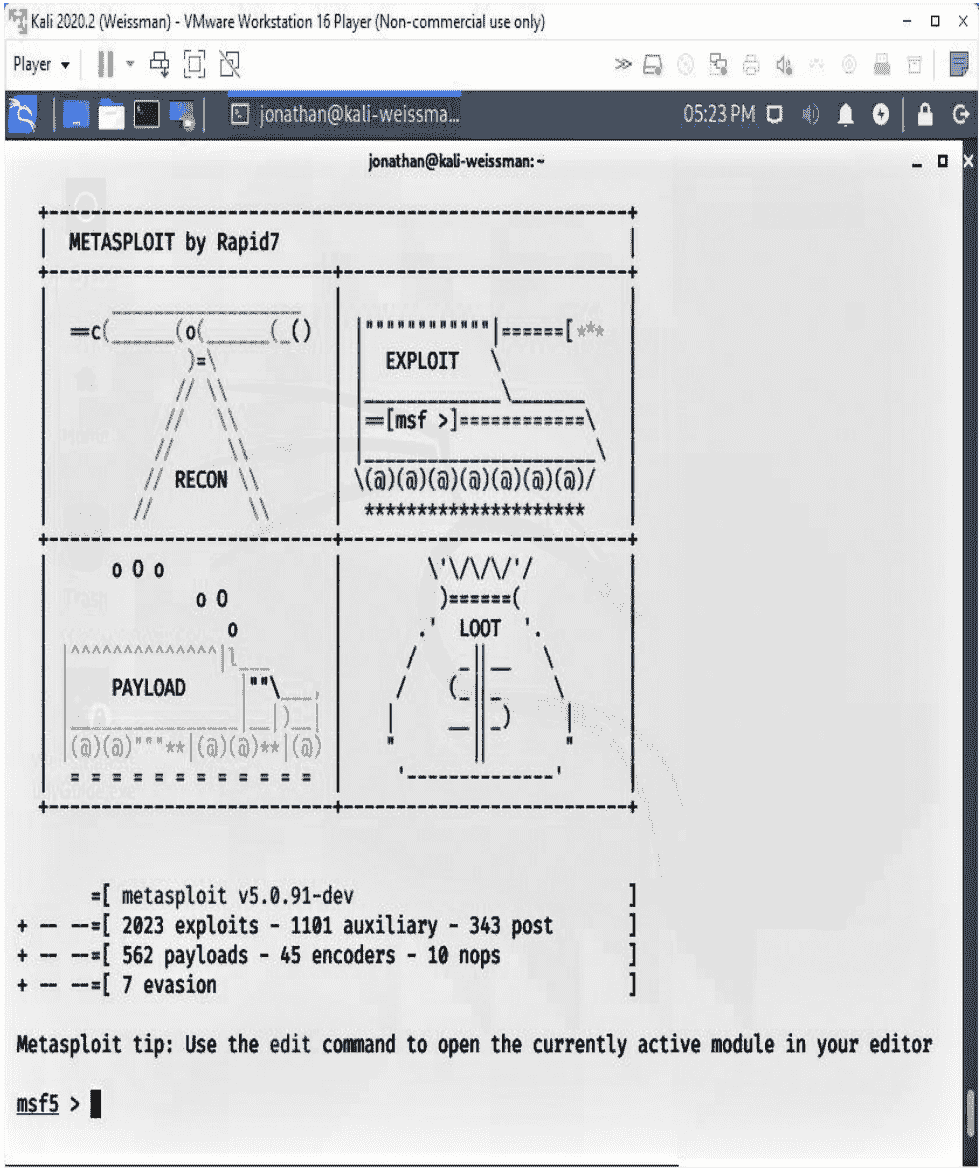 Kali 2020.2 (Weissman) - VMware Workstation 16 Player (Non-commercial use only)
Player
jonathan@kali-weissma...
05:23 PM
jonathan@kali-weissman: ~
METASPLOIT by Rapid7
EXPLOIT
==[msf >]============\
RECON
\(@)(@)(@)(@)(@)(@)(@)/
*********************
o O o
o O
o
LOOT
PAYLOAD
|(@)(@)"""**|(@)(@)**|(@)
= = = = = = = = = = = =
=[ metasploit v5.0.91-dev ]
+ -- --=[ 2023 exploits - 1101 auxiliary - 343 post ]
+ -- --=[ 562 payloads - 45 encoders - 10 nops ]
+ -- --=[ 7 evasion ]
Metasploit tip: Use the edit command to open the currently active module in your editor
msf5 >